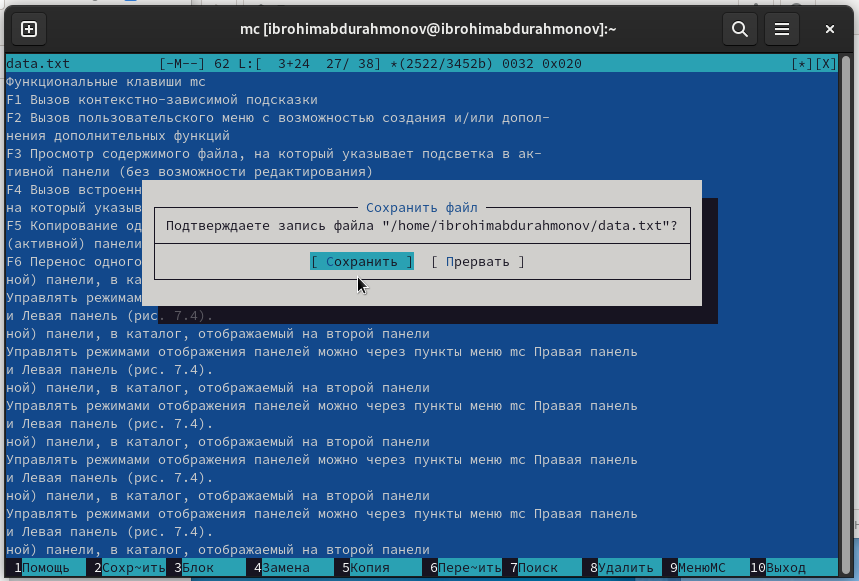 mc [ibrohimabdurahmonov@ibrohimabdurahmonov]:~
data.txt [-M--] 62 L:[ 3+24 27/ 38] *(2522/3452b) 0032 0x020 [*][X]
Функциональные клавиши mc
F1 Вызов контекстно-зависимой подсказки
F2 Вызов пользовательского меню с возможностью создания и/или допол-
нения дополнительных функций
F3 Просмотр содержимого файла, на который указывает подсветка в ак-
тивной панели (без возможности редактирования)
F4 Вызов встроенн
на который указыв
F5 Копирование од
(активной) панели
F6 Перенос одного
ной) панели, в ка
Управлять режимам
Сохранить файл
Подтверждаете запись файла "/home/ibrohimabdurahmonov/data.txt"?
[ Сохранить ] [ Прервать ]
и Левая панель (рис. 7.4).
ной) панели, в каталог, отображаемый на второй панели
Управлять режимами отображения панелей можно через пункты меню mc Правая панель
и Левая панель (рис. 7.4).
ной) панели, в каталог, отображаемый на второй панели
Управлять режимами отображения панелей можно через пункты меню mc Правая панель
и Левая панель (рис. 7.4).
ной) панели, в каталог, отображаемый на второй панели
Управлять режимами отображения панелей можно через пункты меню mc Правая панель
и Левая панель (рис. 7.4).
ной) панели, в каталог, отображаемый на второй панели
Управлять режимами отображения панелей можно через пункты меню mc Правая панель
и Левая панель (рис. 7.4).
ной) панели, в каталог, отображаемый на второй панели
1Помощь 2Сохр~ить 3Блок 4Замена 5Копия 6Пере~ить 7Поиск 8Удалить 9МенюMC 10Выход